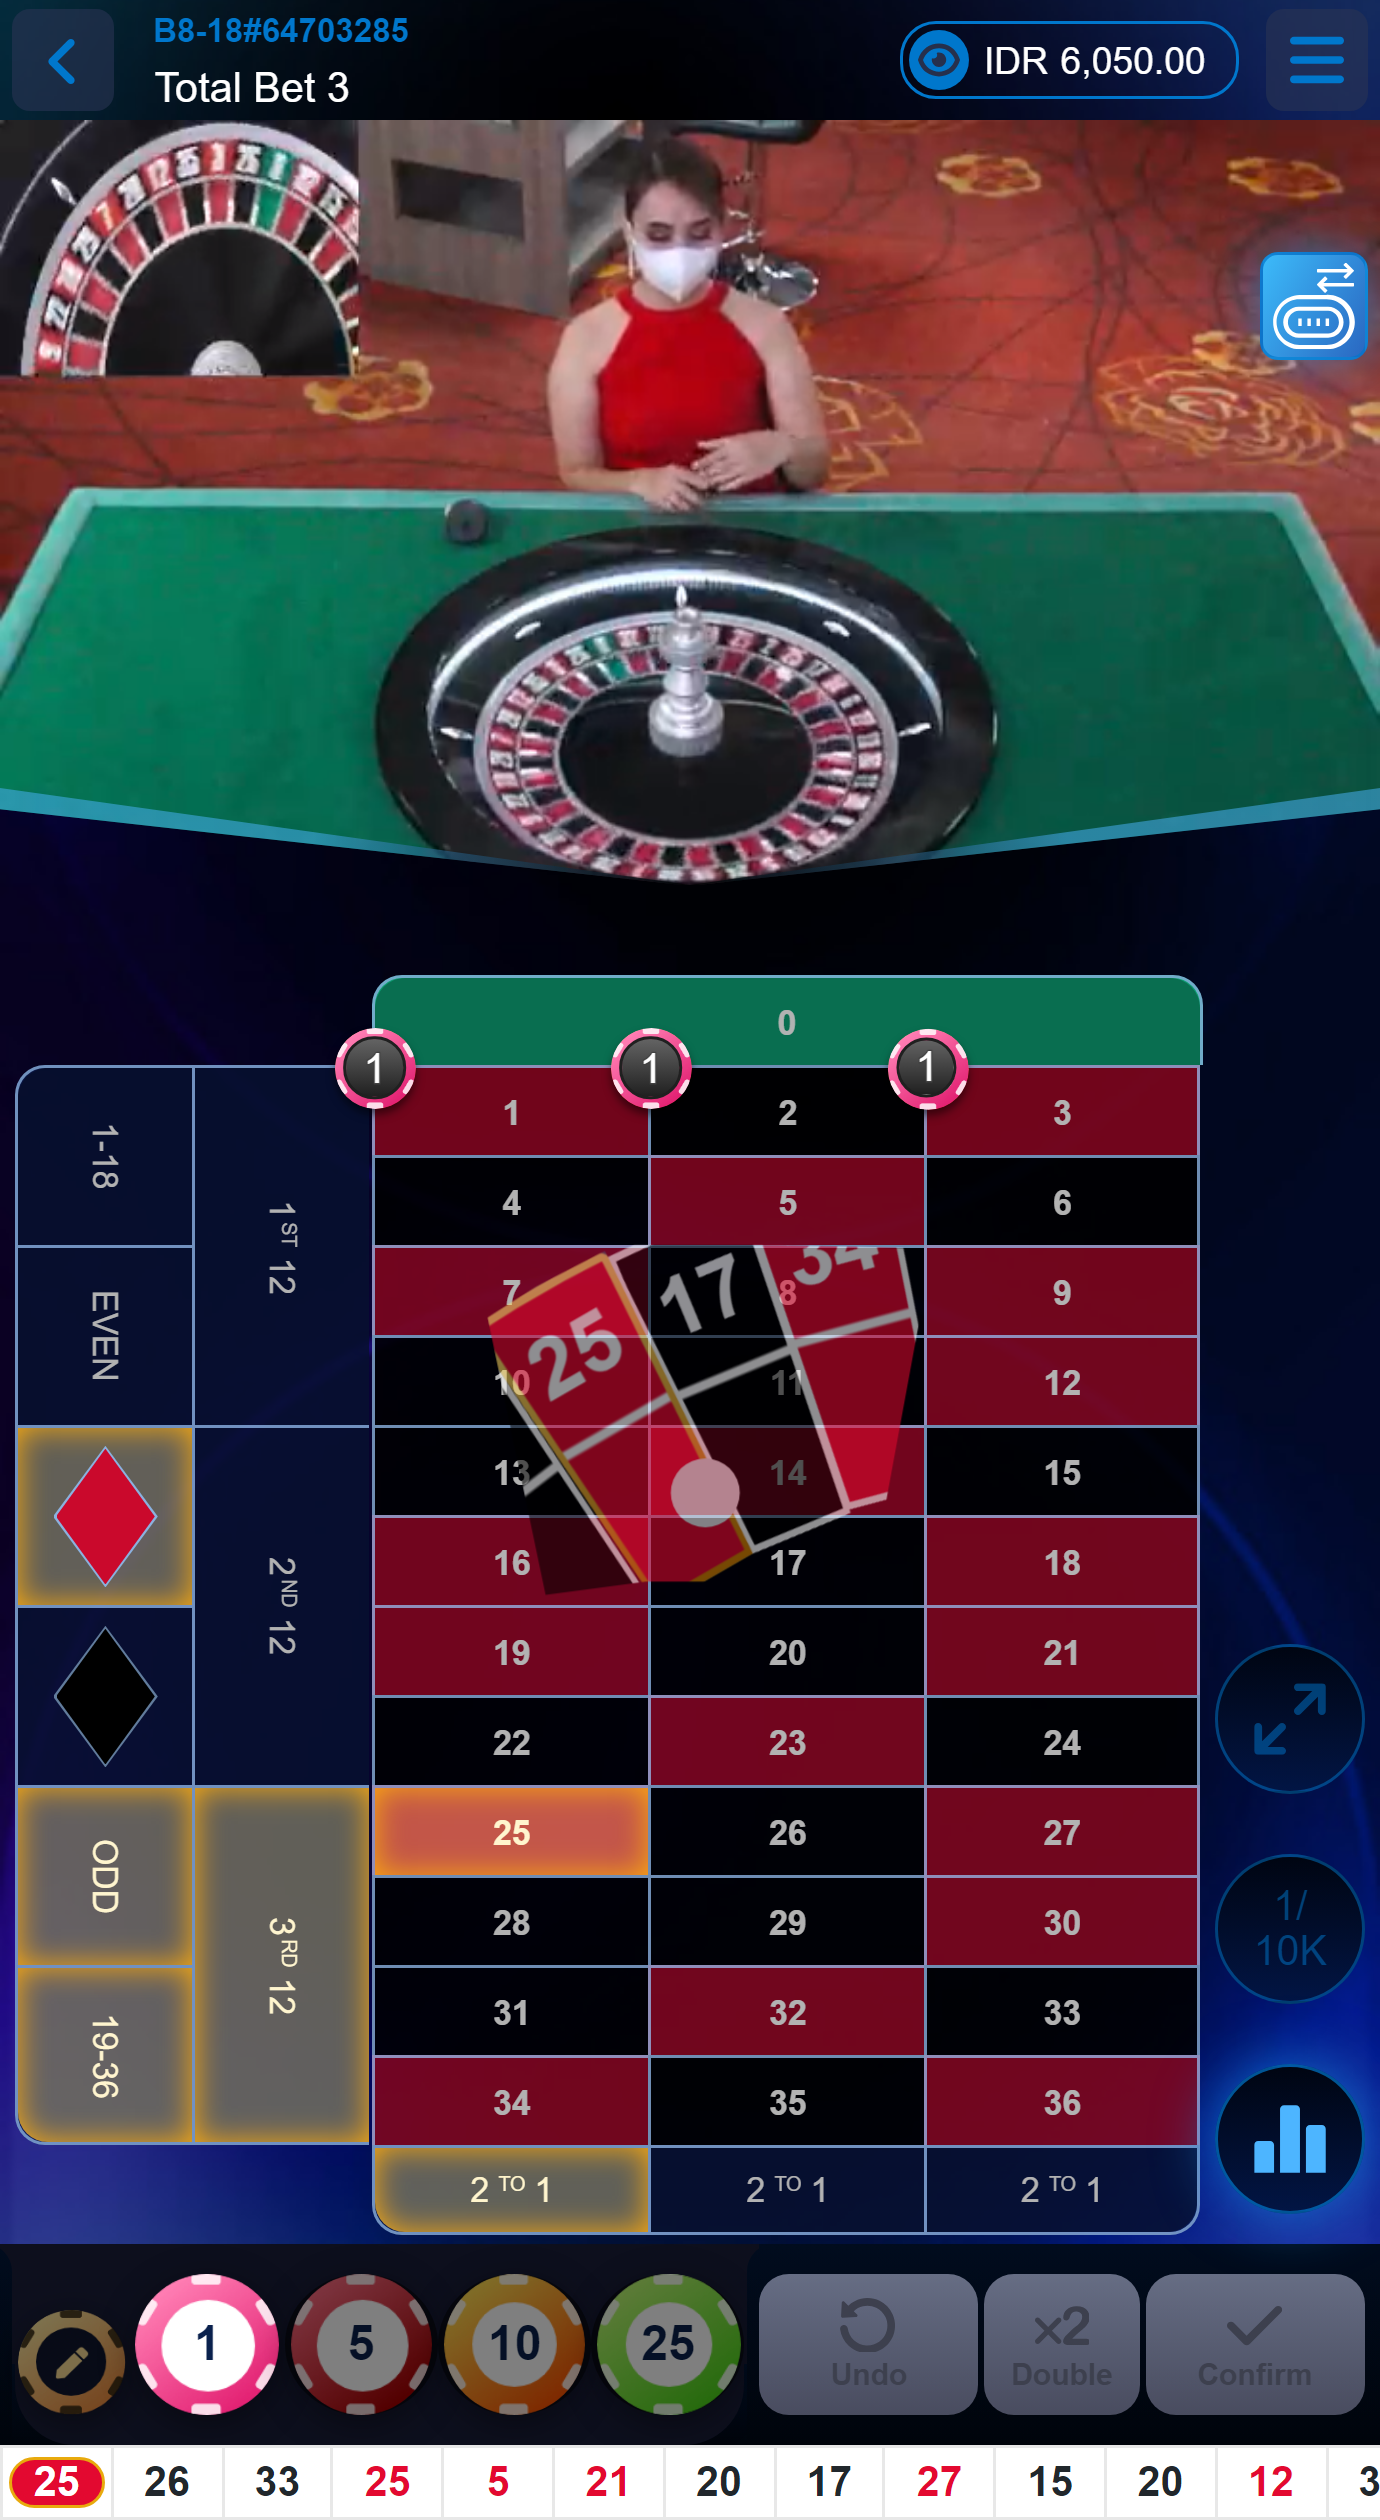 B8-18#64703285
Total Bet 3
IDR 6,050.00
0
1
1
1
1 2 3
4 5 6
7 8 9
10 11 12
13 14 15
16 17 18
19 20 21
22 23 24
25 26 27
28 29 30
31 32 33
34 35 36
2 TO 1 2 TO 1 2 TO 1
1-18
EVEN
ODD
19-36
1ST 12
2ND 12
3RD 12
25 17 34
1/
10K
1 5 10 25
Undo
x2
Double
Confirm
25 26 33 25 5 21 20 17 27 15 20 12